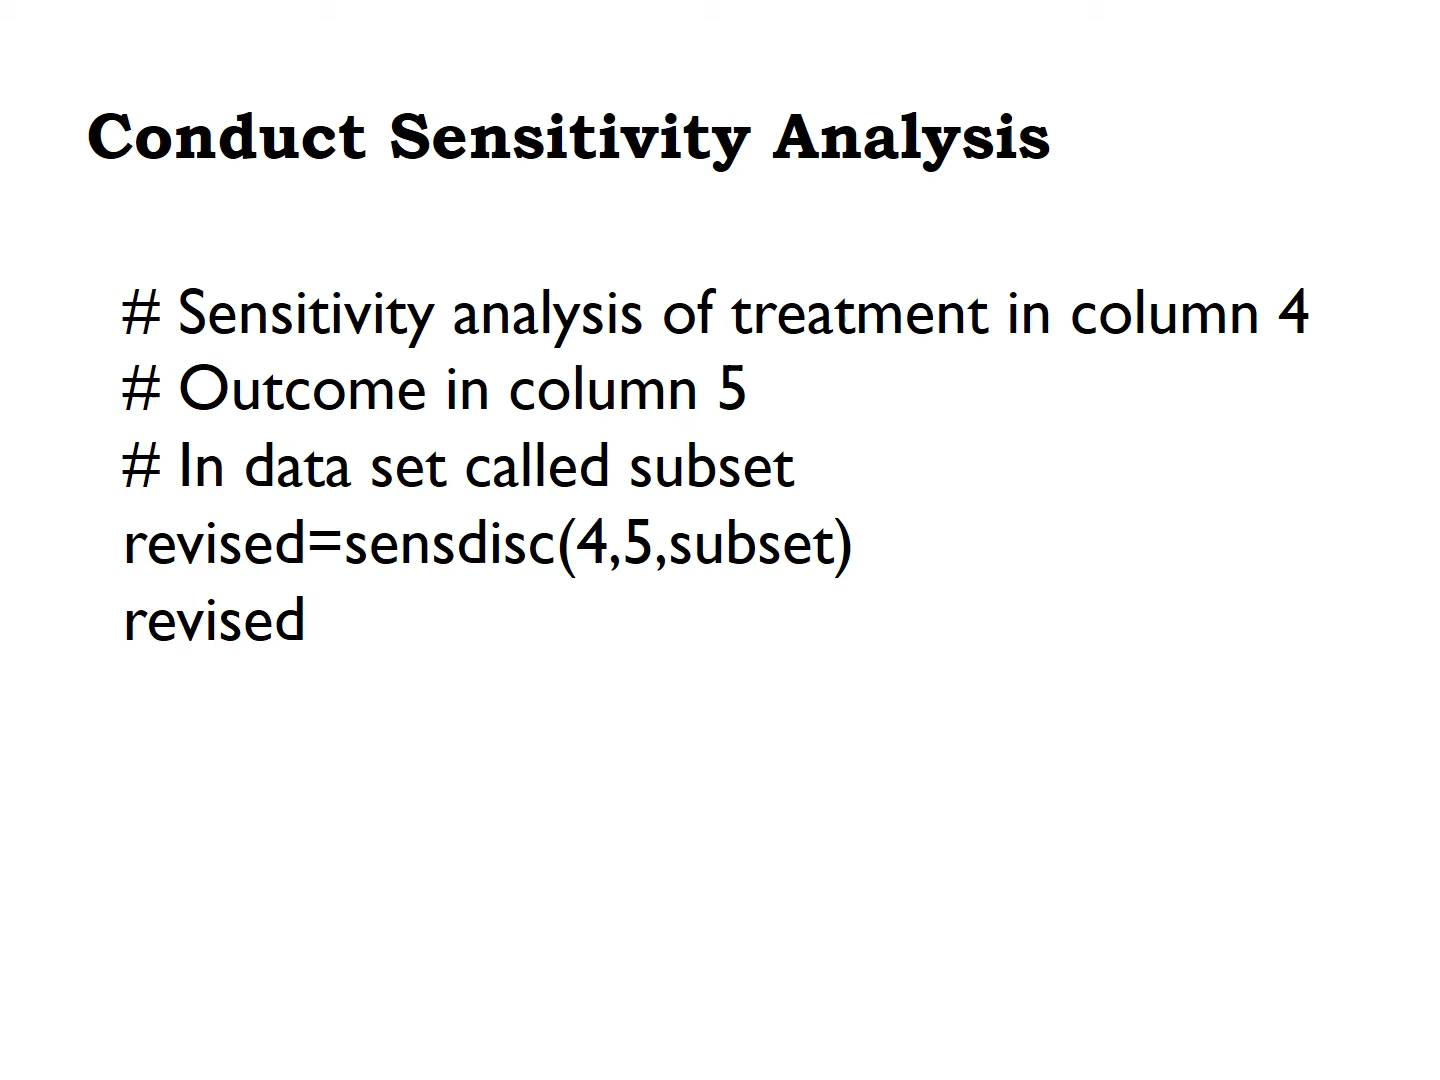 Conduct Sensitivity Analysis
# Sensitivity analysis of treatment in column 4
# Outcome in column 5
# In data set called subset
revised=sensdisc(4,5,subset)
revised